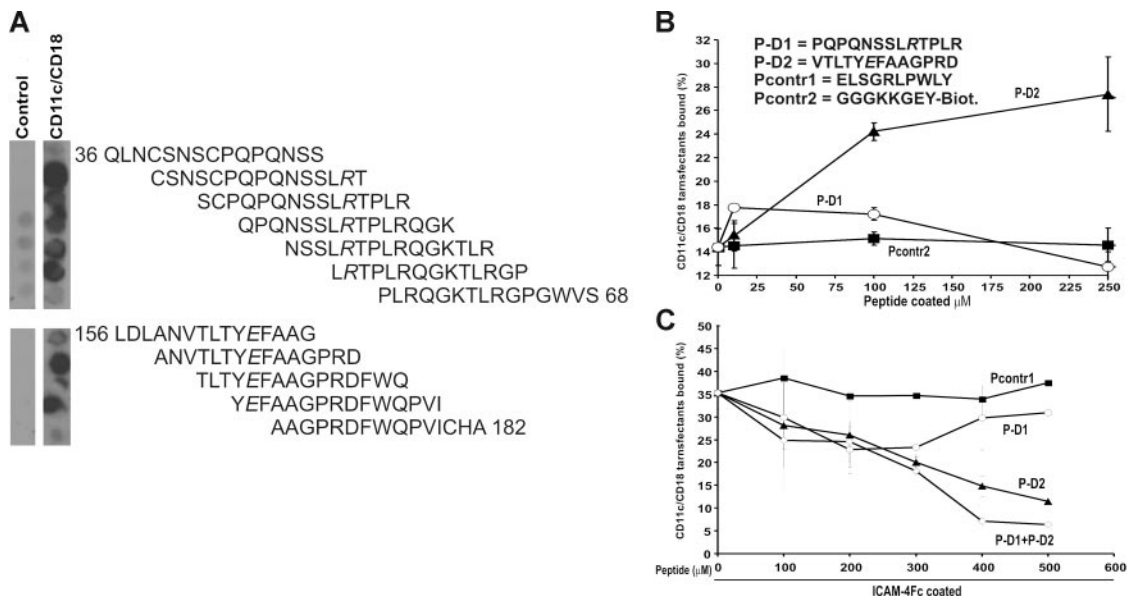 A
Control
CD11c/CD18
36 QLNCSNSCPQPQNSS
CSNSCPQPQNSSLRT
SCPQPQNSSLRTPLR
QPQNSSLRTPLRQGK
NSSLRTPLRQGKTLR
LRTPLRQGKTLRGP
PLRQGKTLRGPGWVS 68
156 LDLANVTLTYEFAAG
ANVTLTYEFAAGPRD
TLTYEFAAGPRDFWQ
YEFAAGPRDFWQPVI
AAGPRDFWQPVICHA 182
B
P-D1 = PQPQNSSLRTPLR
P-D2 = VTLTYEFAAGPRD
Pcontr1 = ELSGRLPWLY
Pcontr2 = GGGKKGEY-Biot.
CD11c/CD18 tarnsfectants bound (%)
32
30
28
26
24
22
20
18
16
14
12
P-D2
P-D1
Pcontr2
0 25 50 75 100 125 150 175 200 225 250
Peptide coated μM
C
CD11c/CD18 tarnsfectants bound (%)
50
45
40
35
30
25
20
15
10
5
0
Pcontr1
P-D1
P-D2
P-D1+P-D2
Peptide (μM) 0 100 200 300 400 500 600
ICAM-4Fc coated